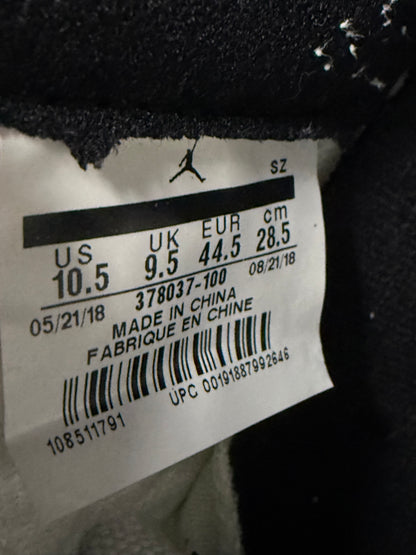 SZ
US UK EUR cm
10.5 9.5 44.5 28.5
05/21/18 378037-100 08/21/18
MADE IN CHINA
FABRIQUE EN CHINE
108511791 UPC 00191887992646